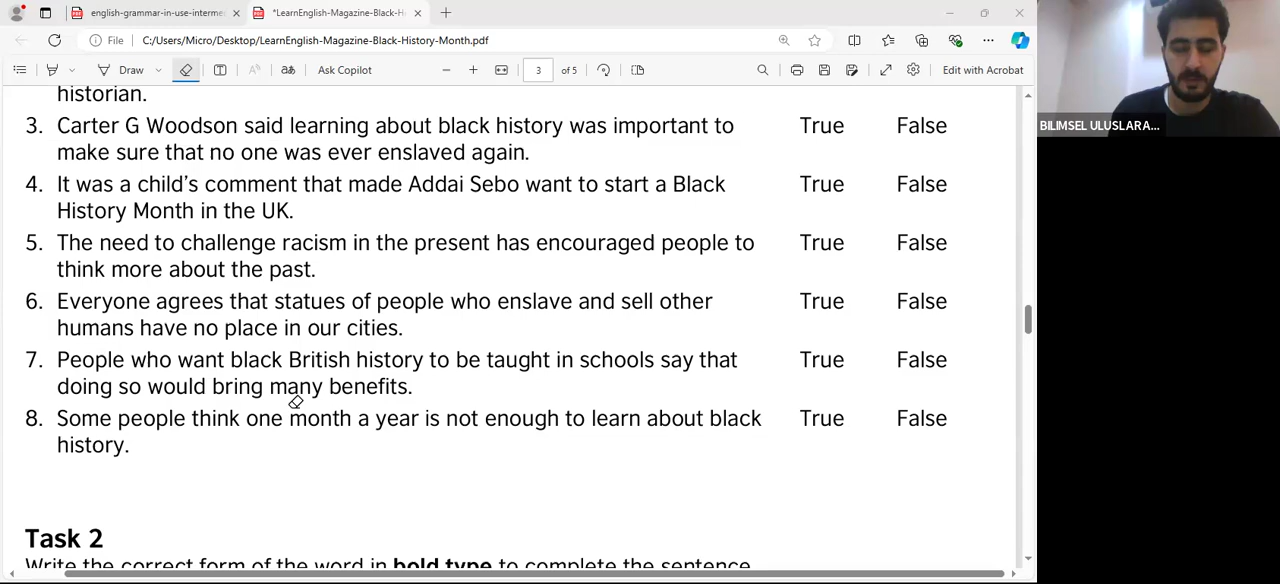 english-grammar-in-use-interme
*LearnEnglish-Magazine-Black-H
File C:/Users/Micro/Desktop/LearnEnglish-Magazine-Black-History-Month.pdf
Draw
Ask Copilot
3 of 5
Edit with Acrobat
BILIMSEL ULUSLARA...
historian.
3. Carter G Woodson said learning about black history was important to True False
make sure that no one was ever enslaved again.
4. It was a child's comment that made Addai Sebo want to start a Black True False
History Month in the UK.
5. The need to challenge racism in the present has encouraged people to True False
think more about the past.
6. Everyone agrees that statues of people who enslave and sell other True False
humans have no place in our cities.
7. People who want black British history to be taught in schools say that True False
doing so would bring many benefits.
8. Some people think one month a year is not enough to learn about black True False
history.
Task 2
Write the correct form of the word in bold type to complete the sentence